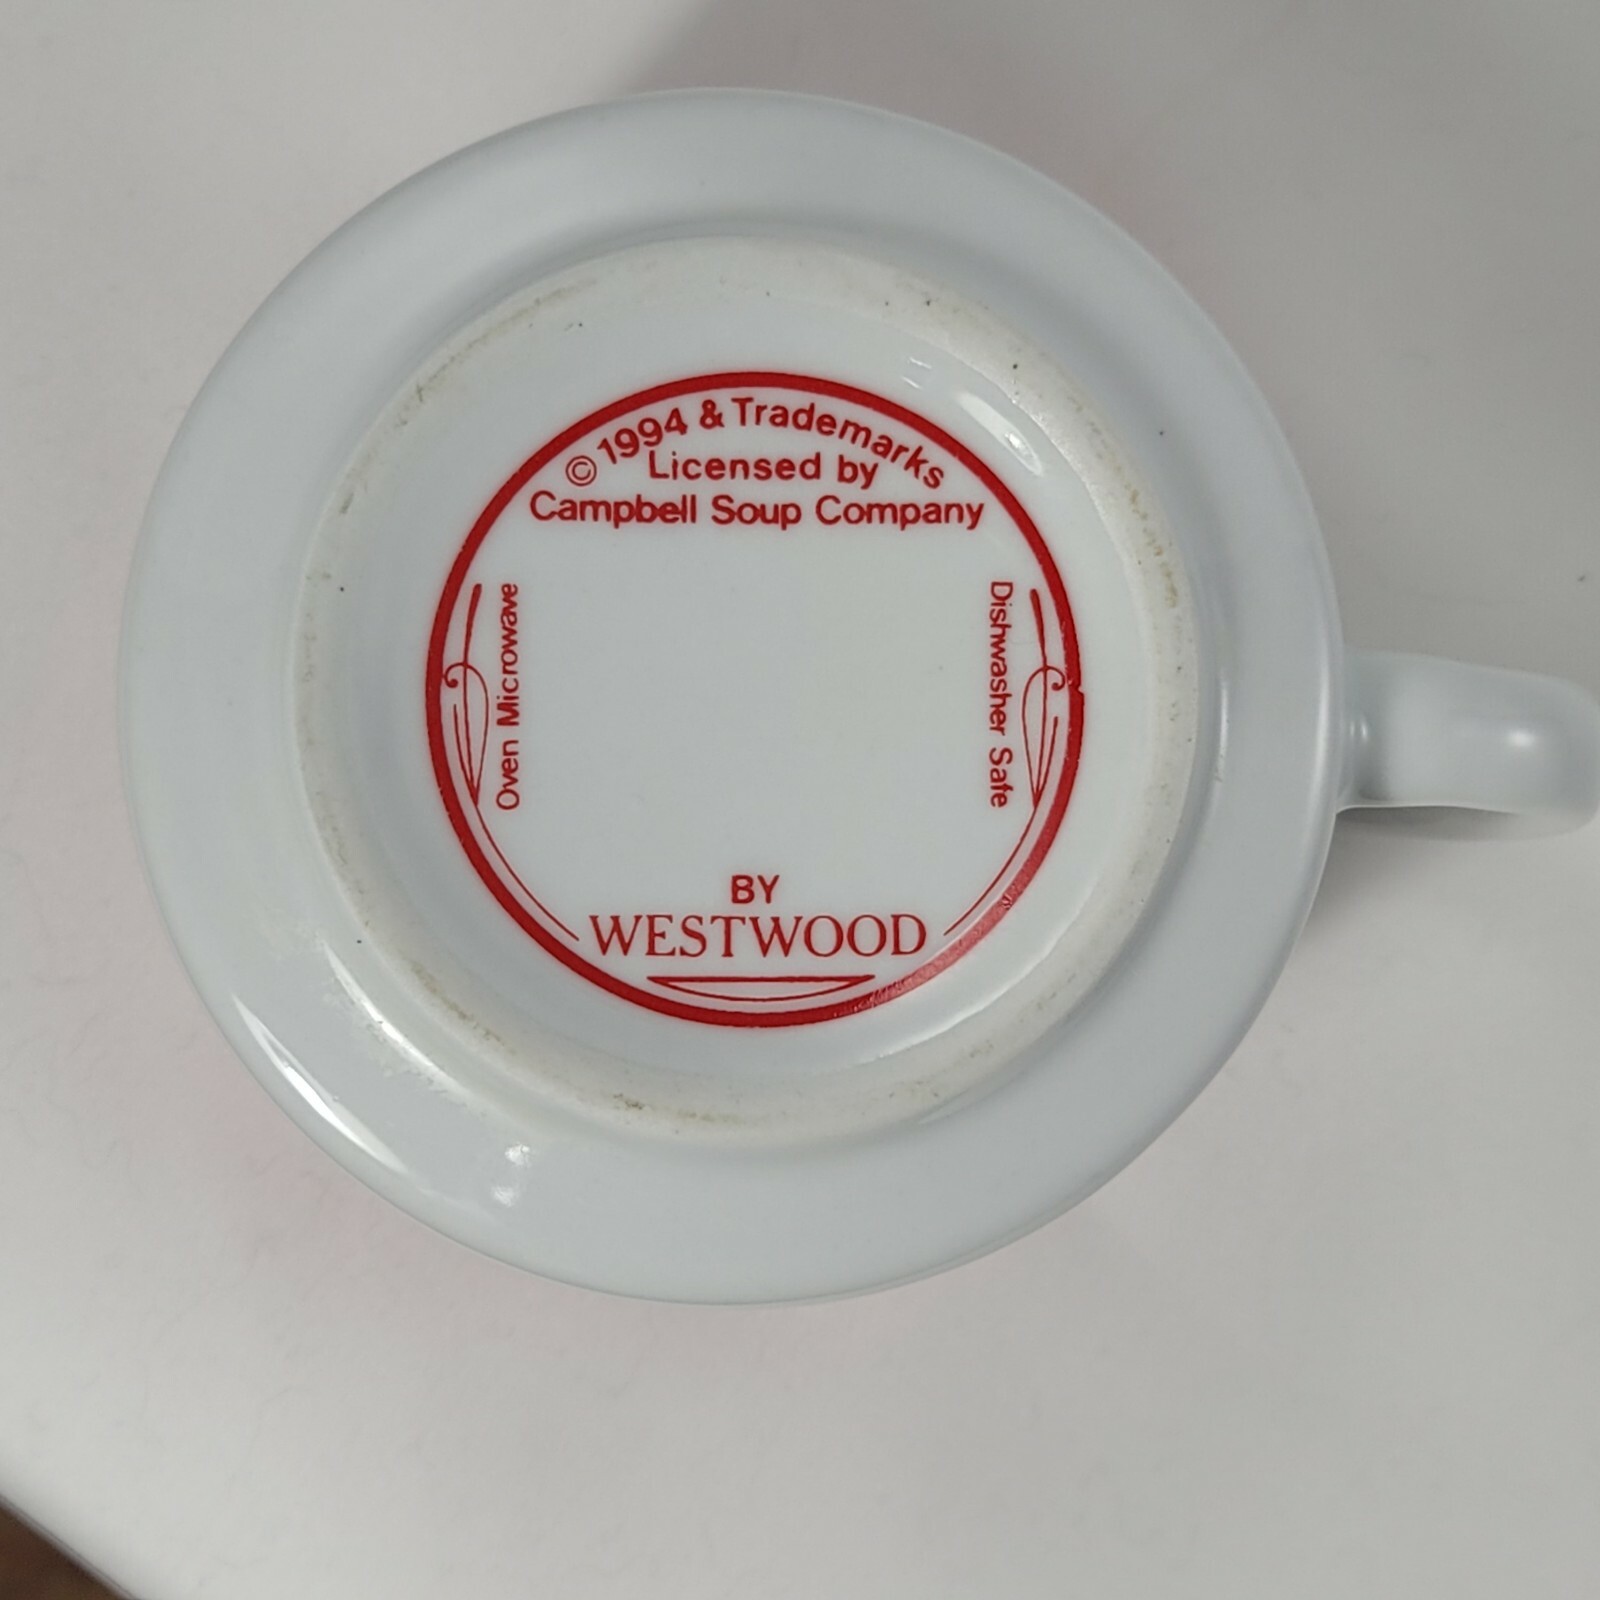 © 1994 & Trademarks
Licensed by
Campbell Soup Company
Oven Microwave
Dishwasher Safe
BY
WESTWOOD